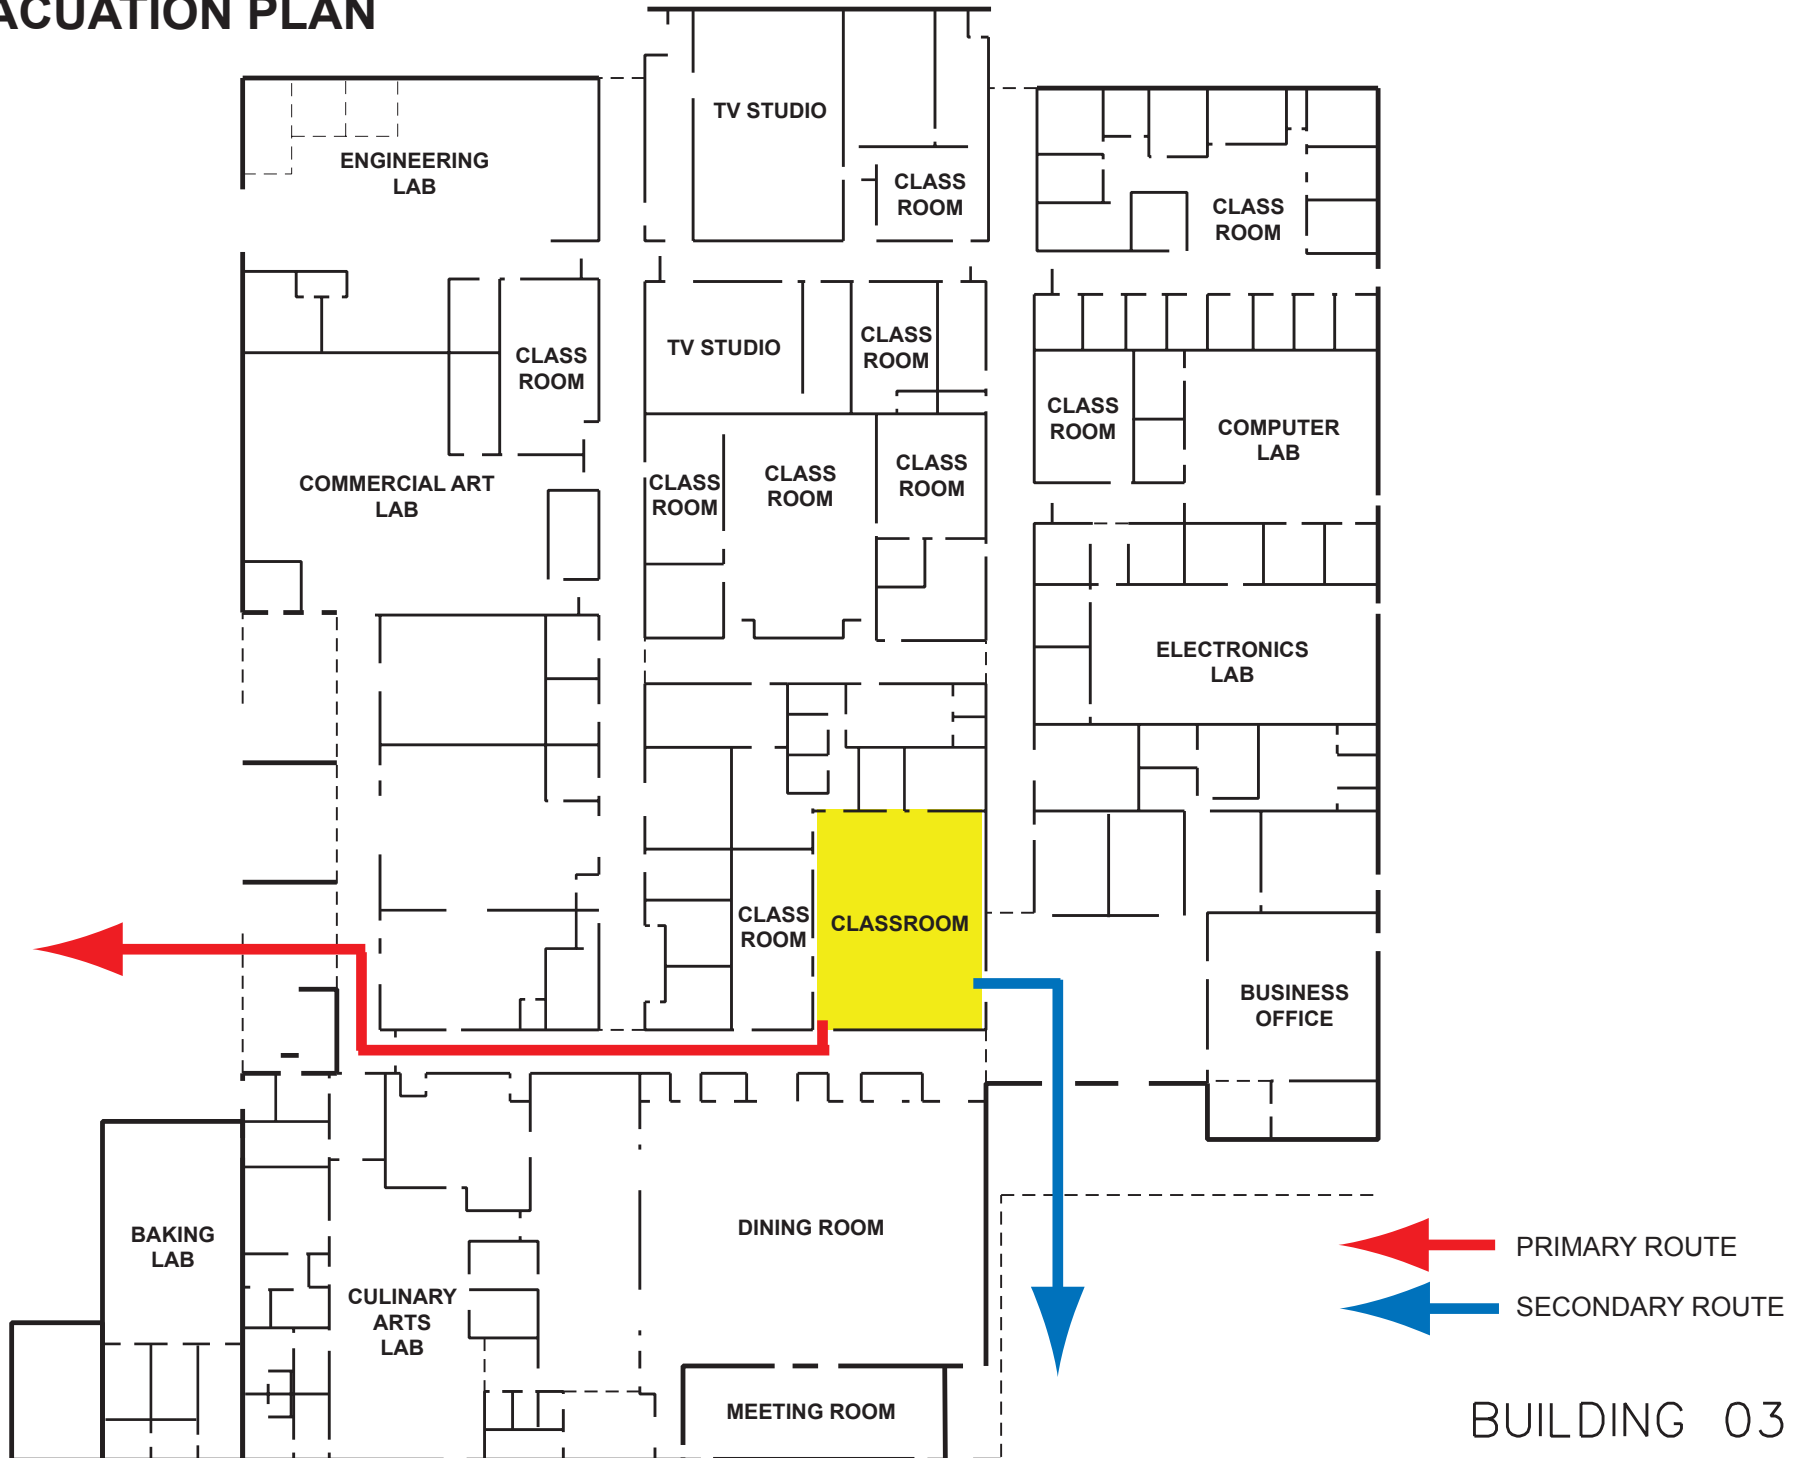 ACUATION PLAN
TV STUDIO
ENGINEERING
LAB
CLASS
ROOM
CLASS
ROOM
CLASS
ROOM
TV STUDIO
CLASS
ROOM
CLASS
ROOM
COMPUTER
LAB
COMMERCIAL ART
LAB
CLASS
ROOM
CLASS
ROOM
CLASS
ROOM
ELECTRONICS
LAB
CLASS
ROOM
CLASSROOM
BUSINESS
OFFICE
BAKING
LAB
DINING ROOM
CULINARY
ARTS
LAB
PRIMARY ROUTE
SECONDARY ROUTE
MEETING ROOM
BUILDING 03